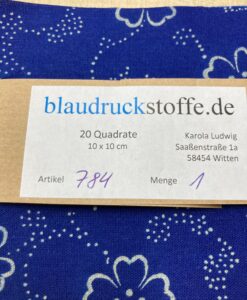 blaudruckstoffe.de
20 Quadrate
10 x 10 cm
Karola Ludwig
Saaßenstraße 1a
58454 Witten
Artikel 784 Menge 1